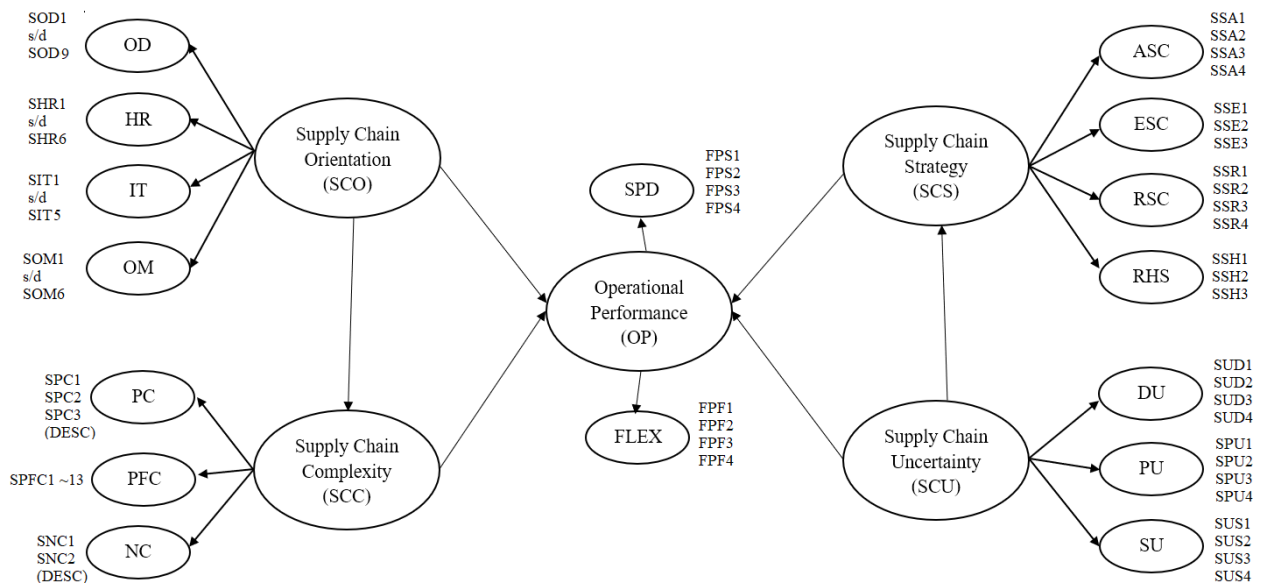 SOD1
s/d
SOD9
OD
SHR1
s/d
SHR6
HR
SIT1
s/d
SIT5
IT
SOM1
s/d
SOM6
OM
Supply Chain
Orientation
(SCO)
SPC1
SPC2
SPC3
(DESC)
PC
SPFC1 ~13
PFC
SNC1
SNC2
(DESC)
NC
Supply Chain
Complexity
(SCC)
SPD
FPS1
FPS2
FPS3
FPS4
Operational
Performance
(OP)
FLEX
FPF1
FPF2
FPF3
FPF4
Supply Chain
Strategy
(SCS)
ASC
SSA1
SSA2
SSA3
SSA4
ESC
SSE1
SSE2
SSE3
RSC
SSR1
SSR2
SSR3
SSR4
RHS
SSH1
SSH2
SSH3
Supply Chain
Uncertainty
(SCU)
DU
SUD1
SUD2
SUD3
SUD4
PU
SPU1
SPU2
SPU3
SPU4
SU
SUS1
SUS2
SUS3
SUS4